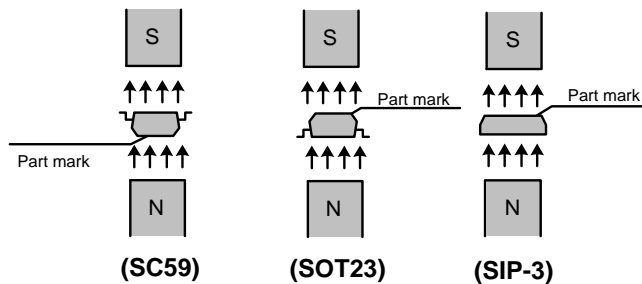 S
S
S
Part mark
Part mark
Part mark
N
N
N
(SC59)
(SOT23)
(SIP-3)